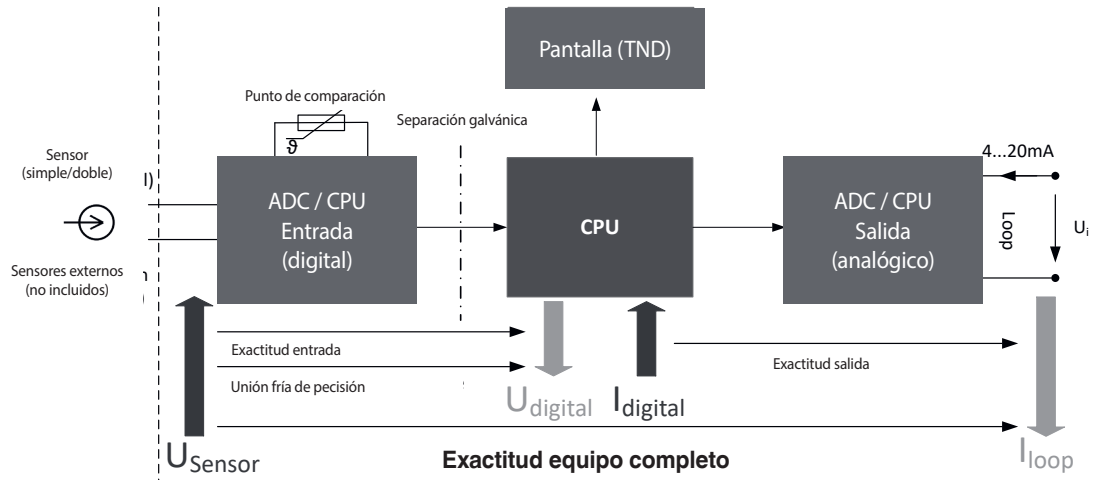 Pantalla (TND)
Punto de comparación
ϑ
Separación galvánica
Sensor
(simple/doble)
4...20mA
ADC / CPU
Entrada
(digital)
CPU
ADC / CPU
Salida
(analógico)
Loop
Ui
Sensores externos
(no incluidos)
Exactitud entrada
Unión fría de pecisión
Exactitud salida
Udigital
Idigital
USensor
Exactitud equipo completo
Iloop